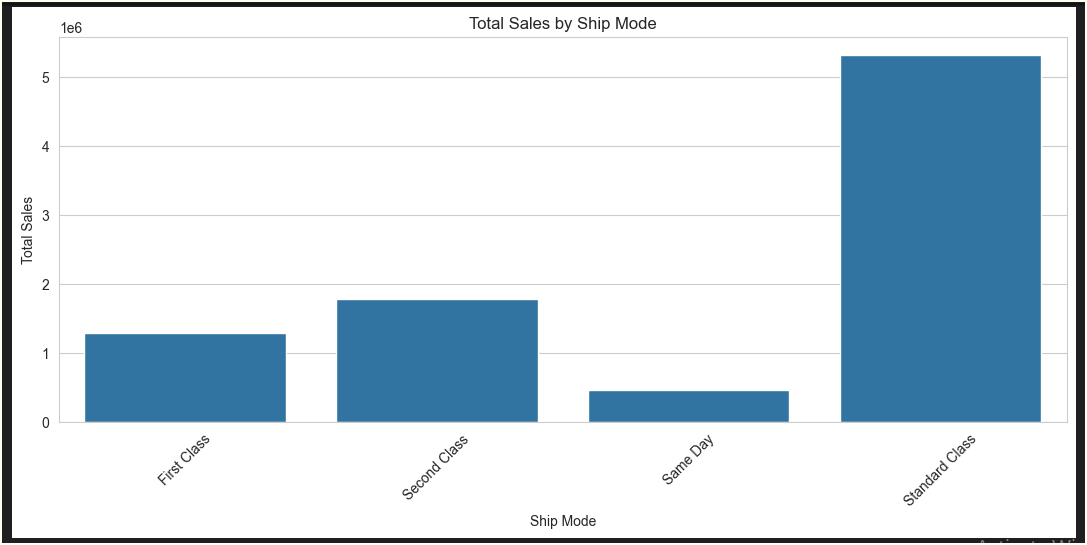 Total Sales by Ship Mode
1e6
5
4
3
2
1
0
Total Sales
First Class
Second Class
Same Day
Standard Class
Ship Mode